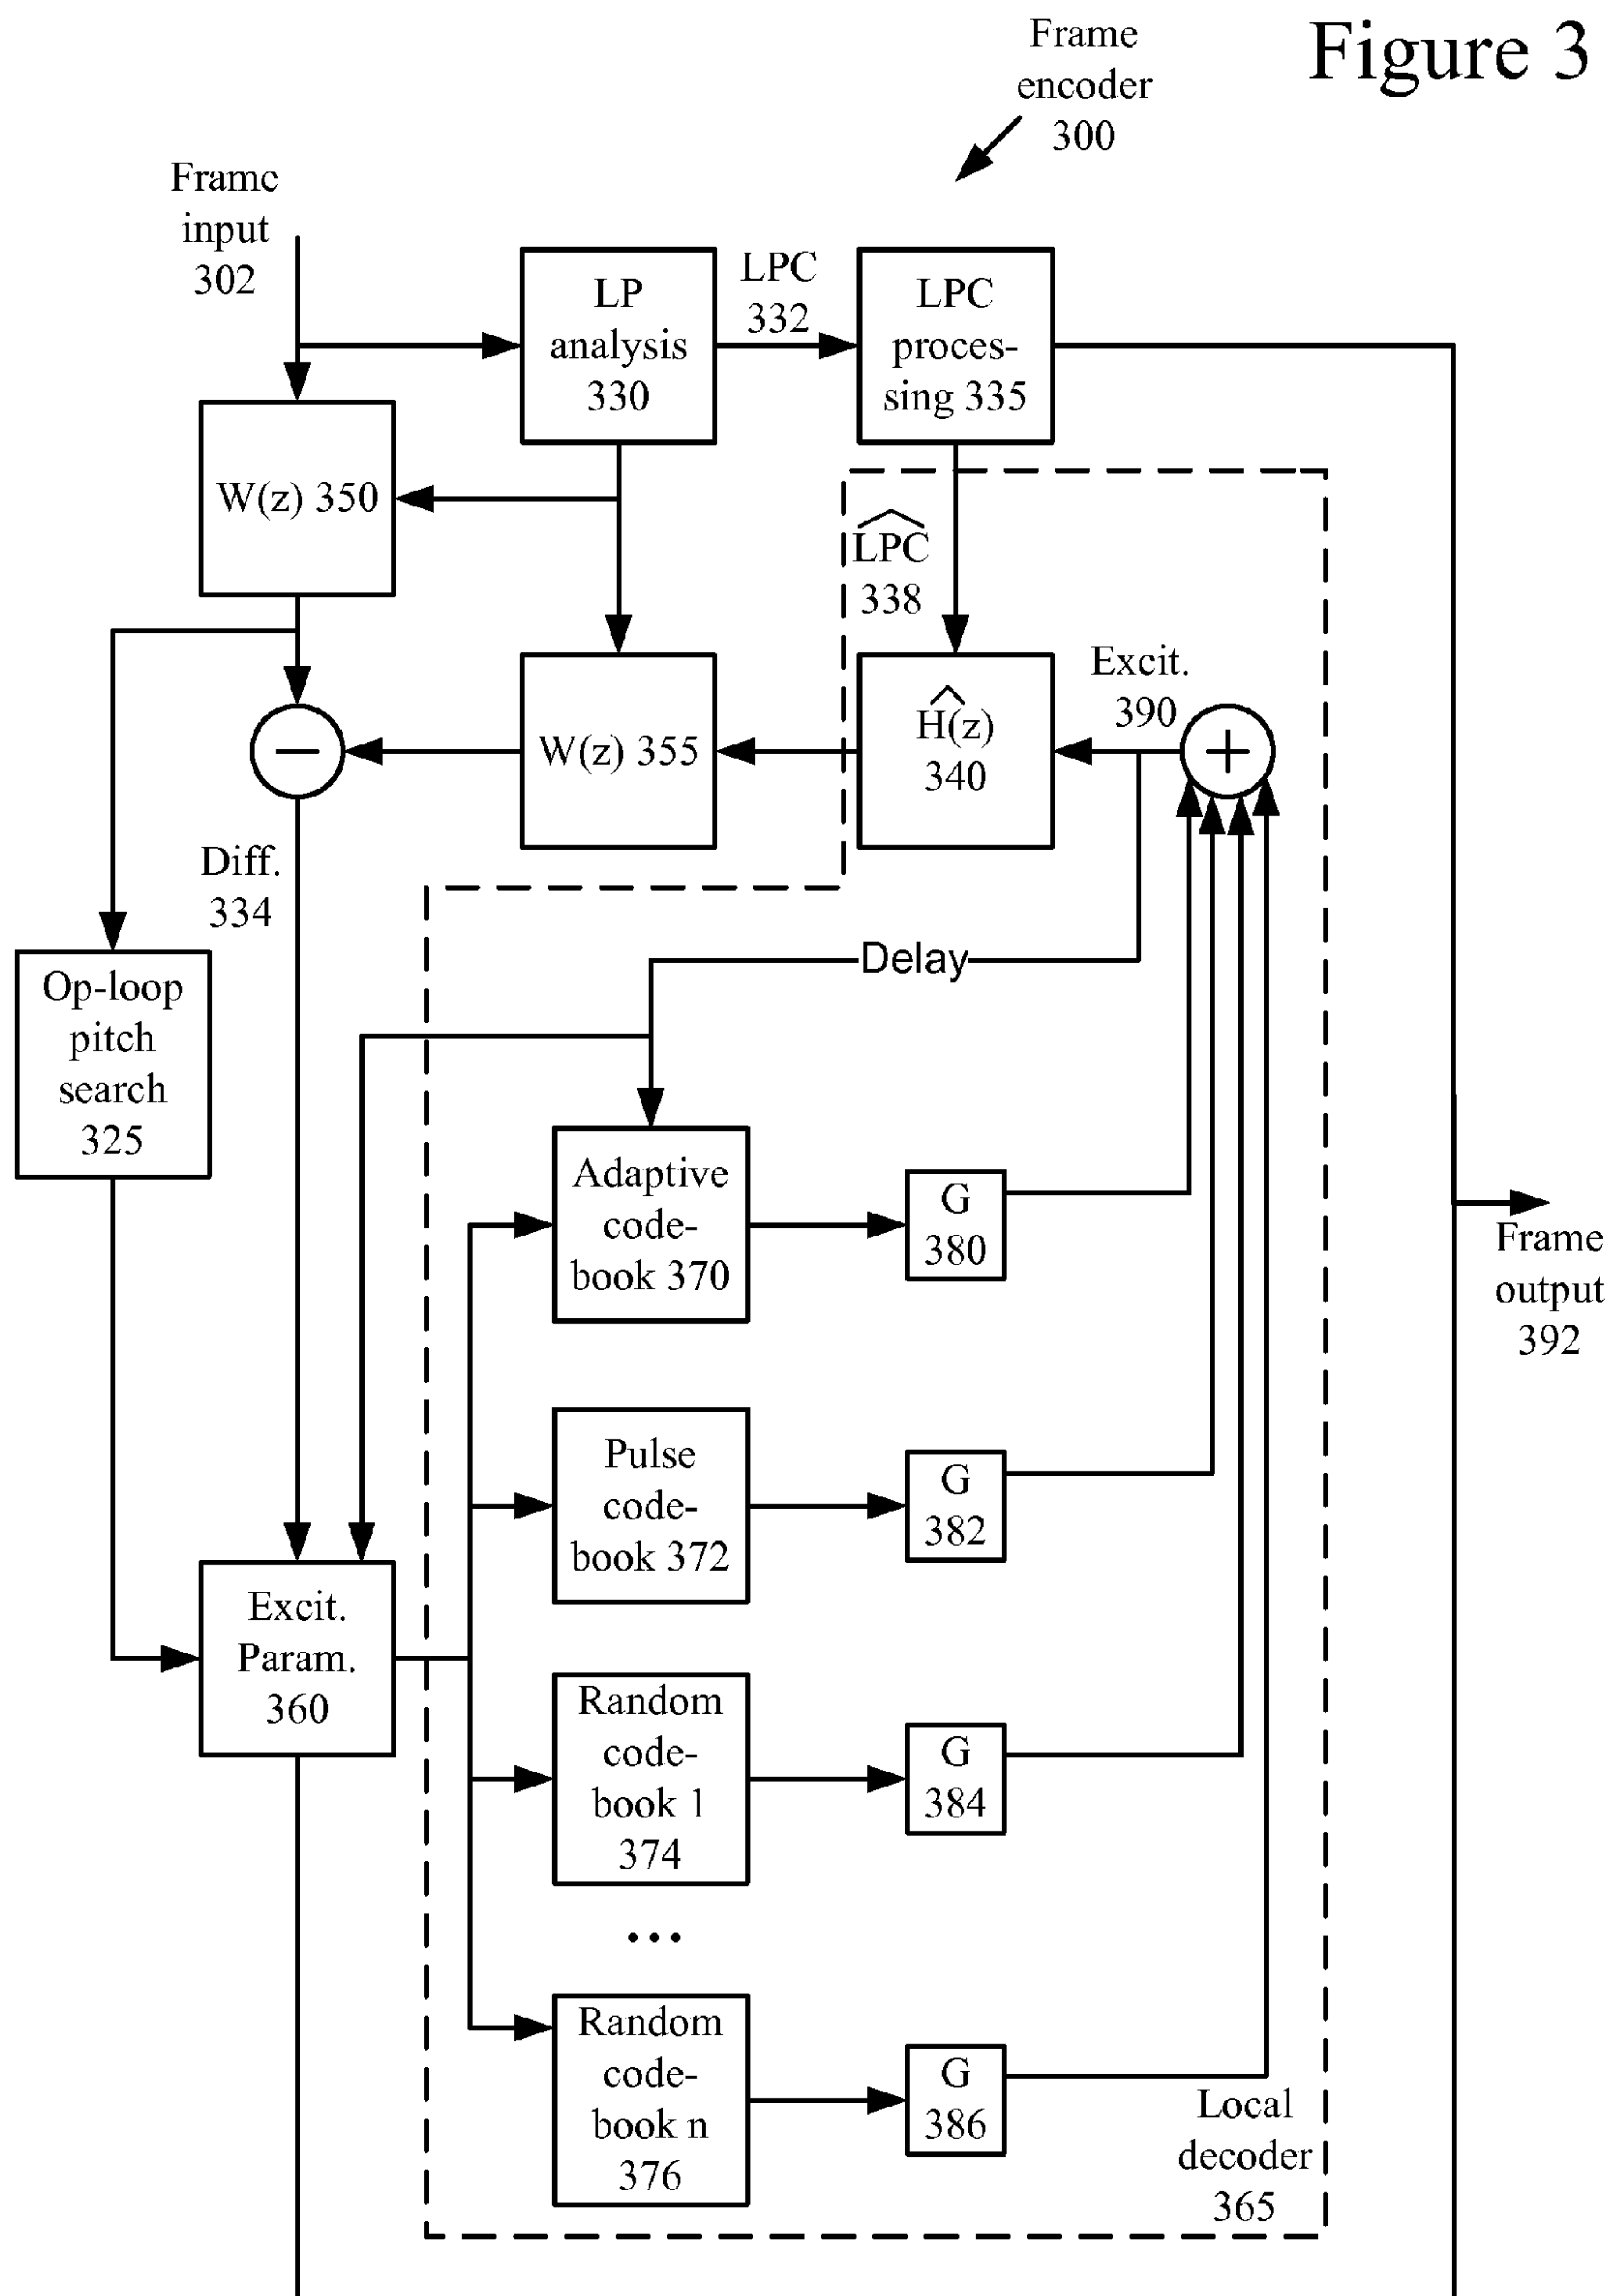 Figure 3
Frame
encoder
300
Frame
input
302
LP
analysis
330
LPC
332
LPC
proces-
sing 335
W(z) 350
LPC
338
W(z) 355
H(z)
340
Excit.
390
+
−
Diff.
334
Delay
Op-loop
pitch
search
325
Adaptive
code-
book 370
G
380
Frame
output
392
Pulse
code-
book 372
G
382
Excit.
Param.
360
Random
code-
book 1
374
G
384
...
Random
code-
book n
376
G
386
Local
decoder
365